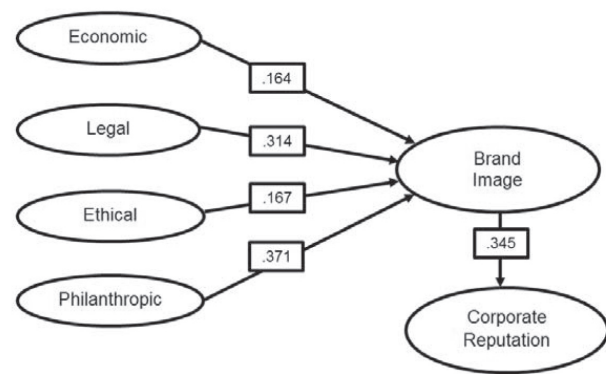 Economic
.164
Legal
.314
Ethical
.167
Philanthropic
.371
Brand
Image
.345
Corporate
Reputation